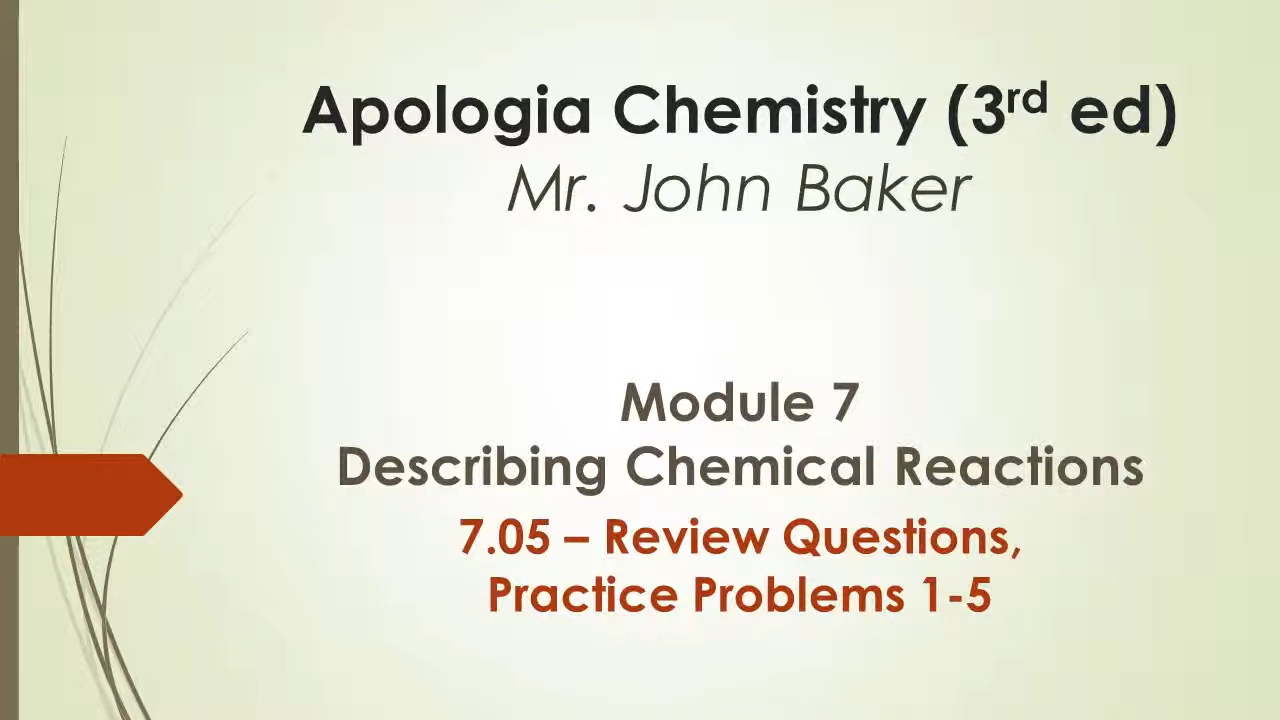 Apologia Chemistry (3rd ed)
Mr. John Baker
Module 7
Describing Chemical Reactions
7.05 – Review Questions,
Practice Problems 1-5